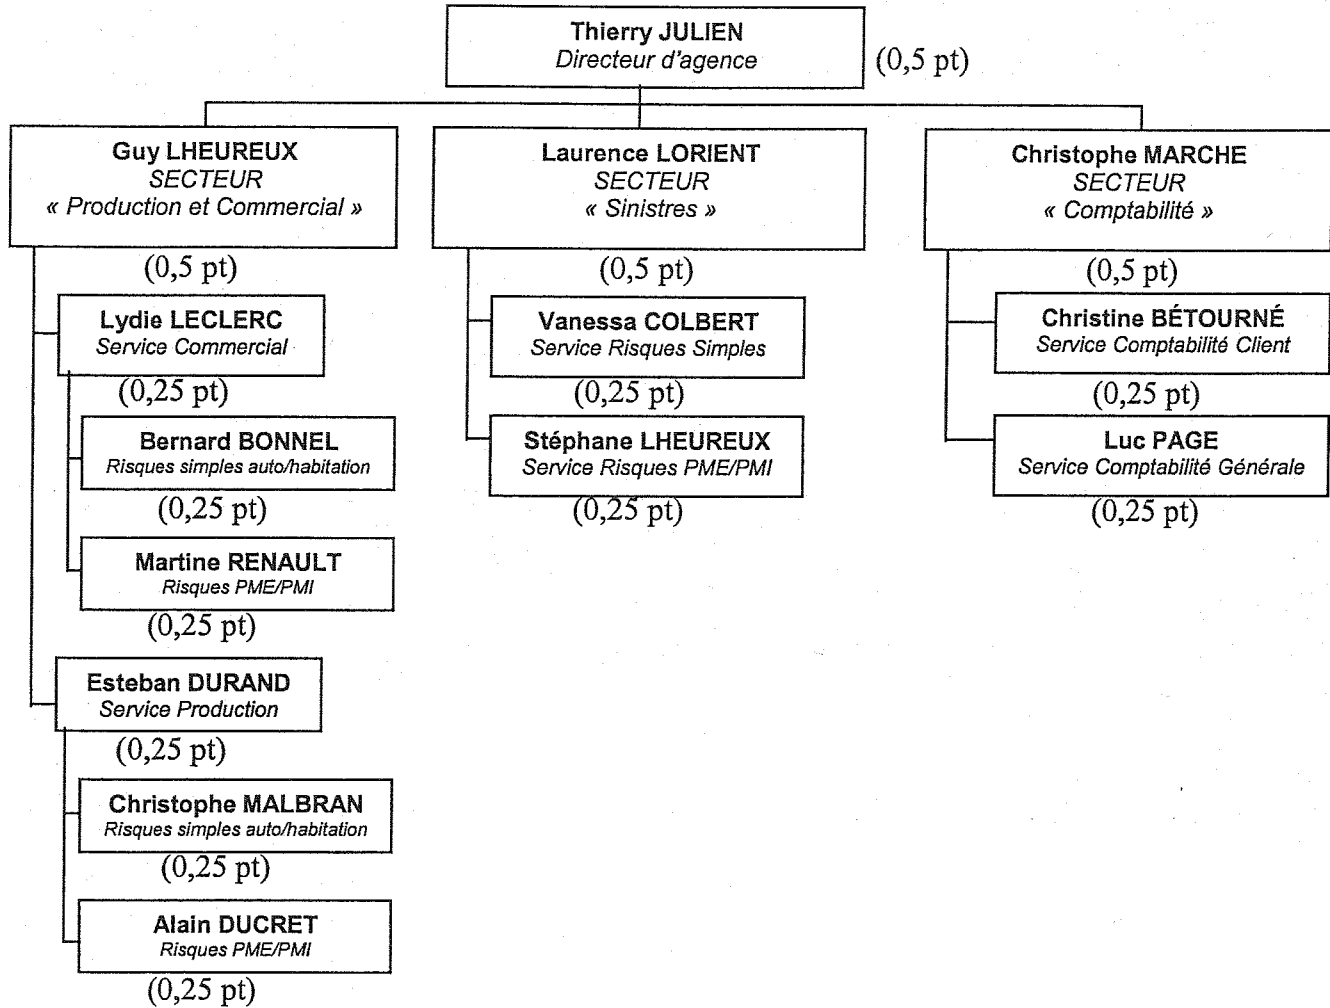 Thierry JULIEN
Directeur d'agence
(0,5 pt)
Guy LHEUREUX
SECTEUR
« Production et Commercial »
(0,5 pt)
Lydie LECLERC
Service Commercial
(0,25 pt)
Bernard BONNEL
Risques simples auto/habitation
(0,25 pt)
Martine RENAULT
Risques PME/PMI
(0,25 pt)
Esteban DURAND
Service Production
(0,25 pt)
Christophe MALBRAN
Risques simples auto/habitation
(0,25 pt)
Alain DUCRET
Risques PME/PMI
(0,25 pt)
Laurence LORIENT
SECTEUR
« Sinistres »
(0,5 pt)
Vanessa COLBERT
Service Risques Simples
(0,25 pt)
Stéphane LHEUREUX
Service Risques PME/PMI
(0,25 pt)
Christophe MARCHE
SECTEUR
« Comptabilité »
(0,5 pt)
Christine BÉTOURNÉ
Service Comptabilité Client
(0,25 pt)
Luc PAGE
Service Comptabilité Générale
(0,25 pt)